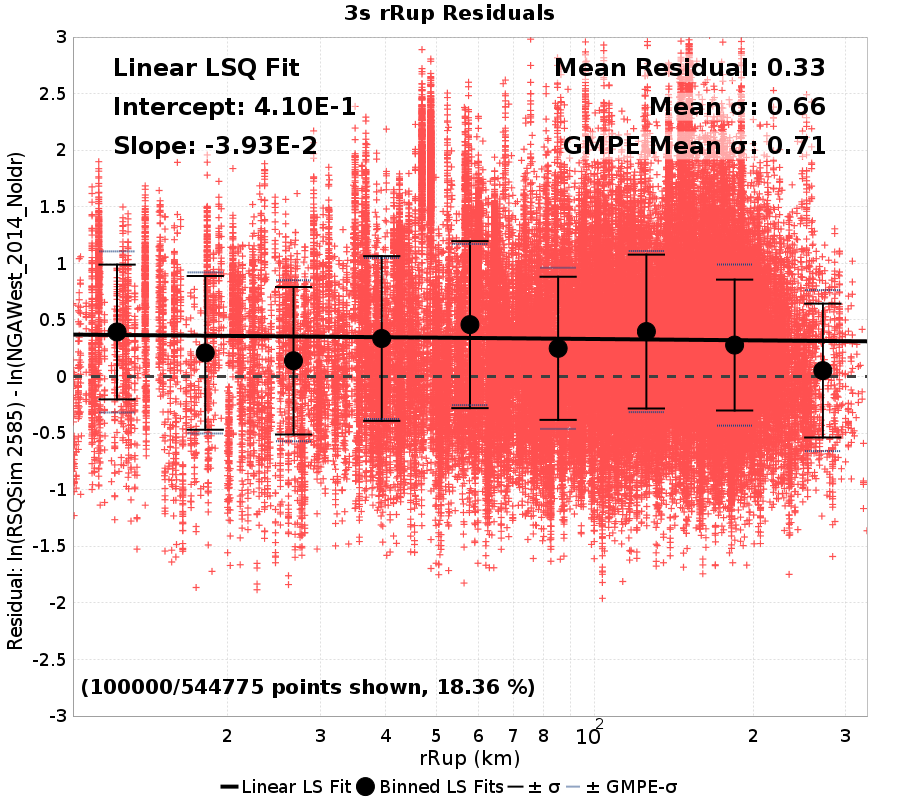 3s rRup Residuals
Linear LSQ Fit
Intercept: 4.10E-1
Slope: -3.93E-2
Mean Residual: 0.33
Mean σ: 0.66
GMPE Mean σ: 0.71
3
2.5
2
1.5
1
0.5
0
-0.5
-1
-1.5
-2
-2.5
-3
Residual: ln(RSQSim 2585) - ln(NGAWest_2014_NoIdr)
(100000/544775 points shown, 18.36 %)
2 3 4 5 6 7 8 10² 2 3
rRup (km)
Linear LS Fit Binned LS Fits ± σ ± GMPE-σ